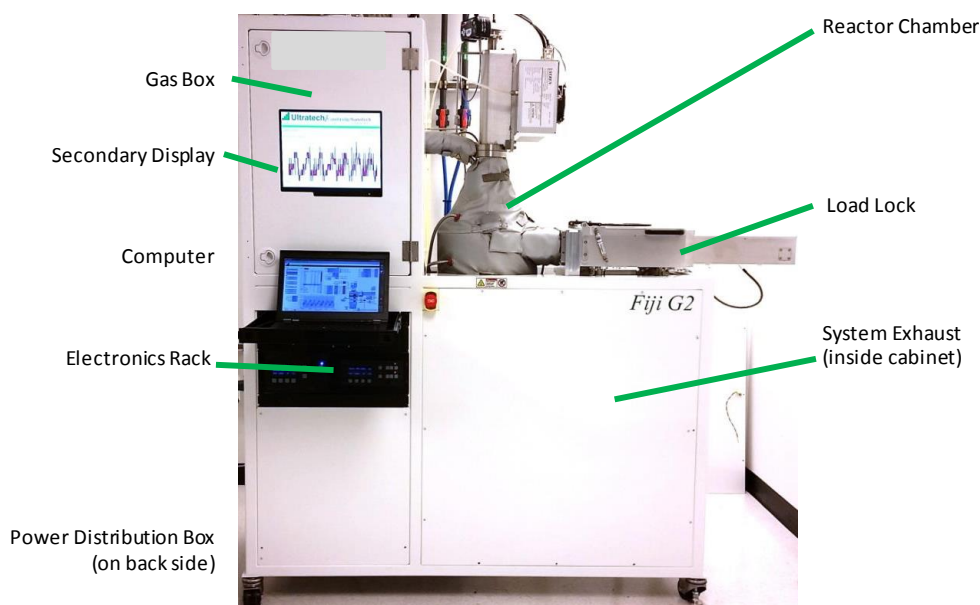 Reactor Chamber
Gas Box
Ultratech
Secondary Display
Load Lock
Computer
Fiji G2
System Exhaust
(inside cabinet)
Electronics Rack
Power Distribution Box
(on back side)